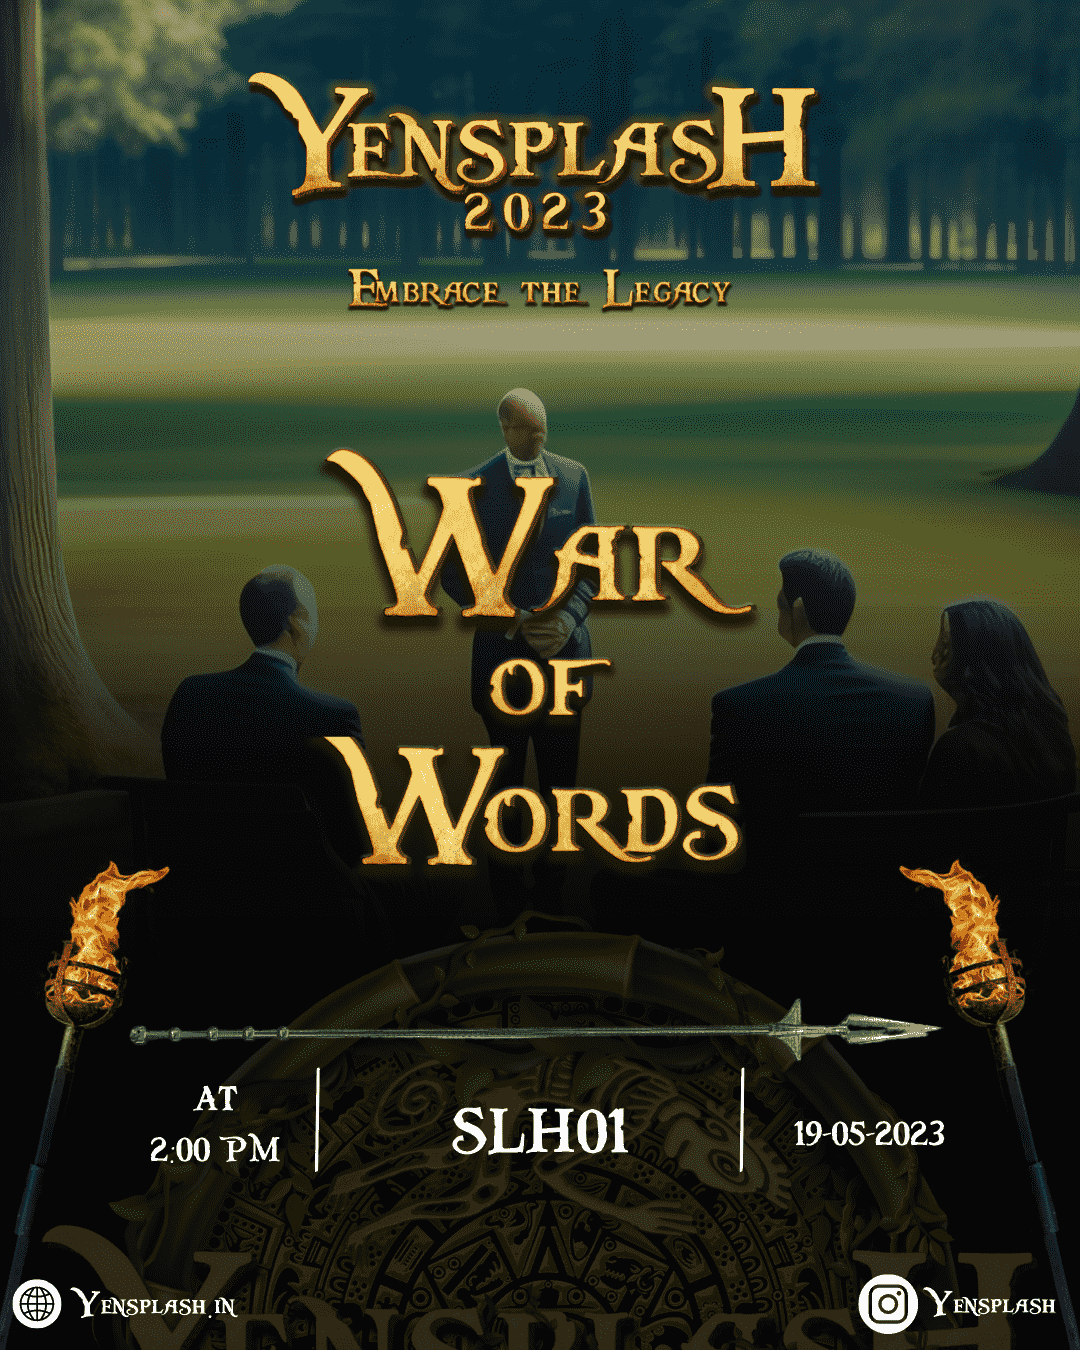 Yensplash
2023
Embrace the Legacy
War
of
Words
AT
2:00 PM
SLH01
19-05-2023
Yensplash.in
Yensplash
Yensplash